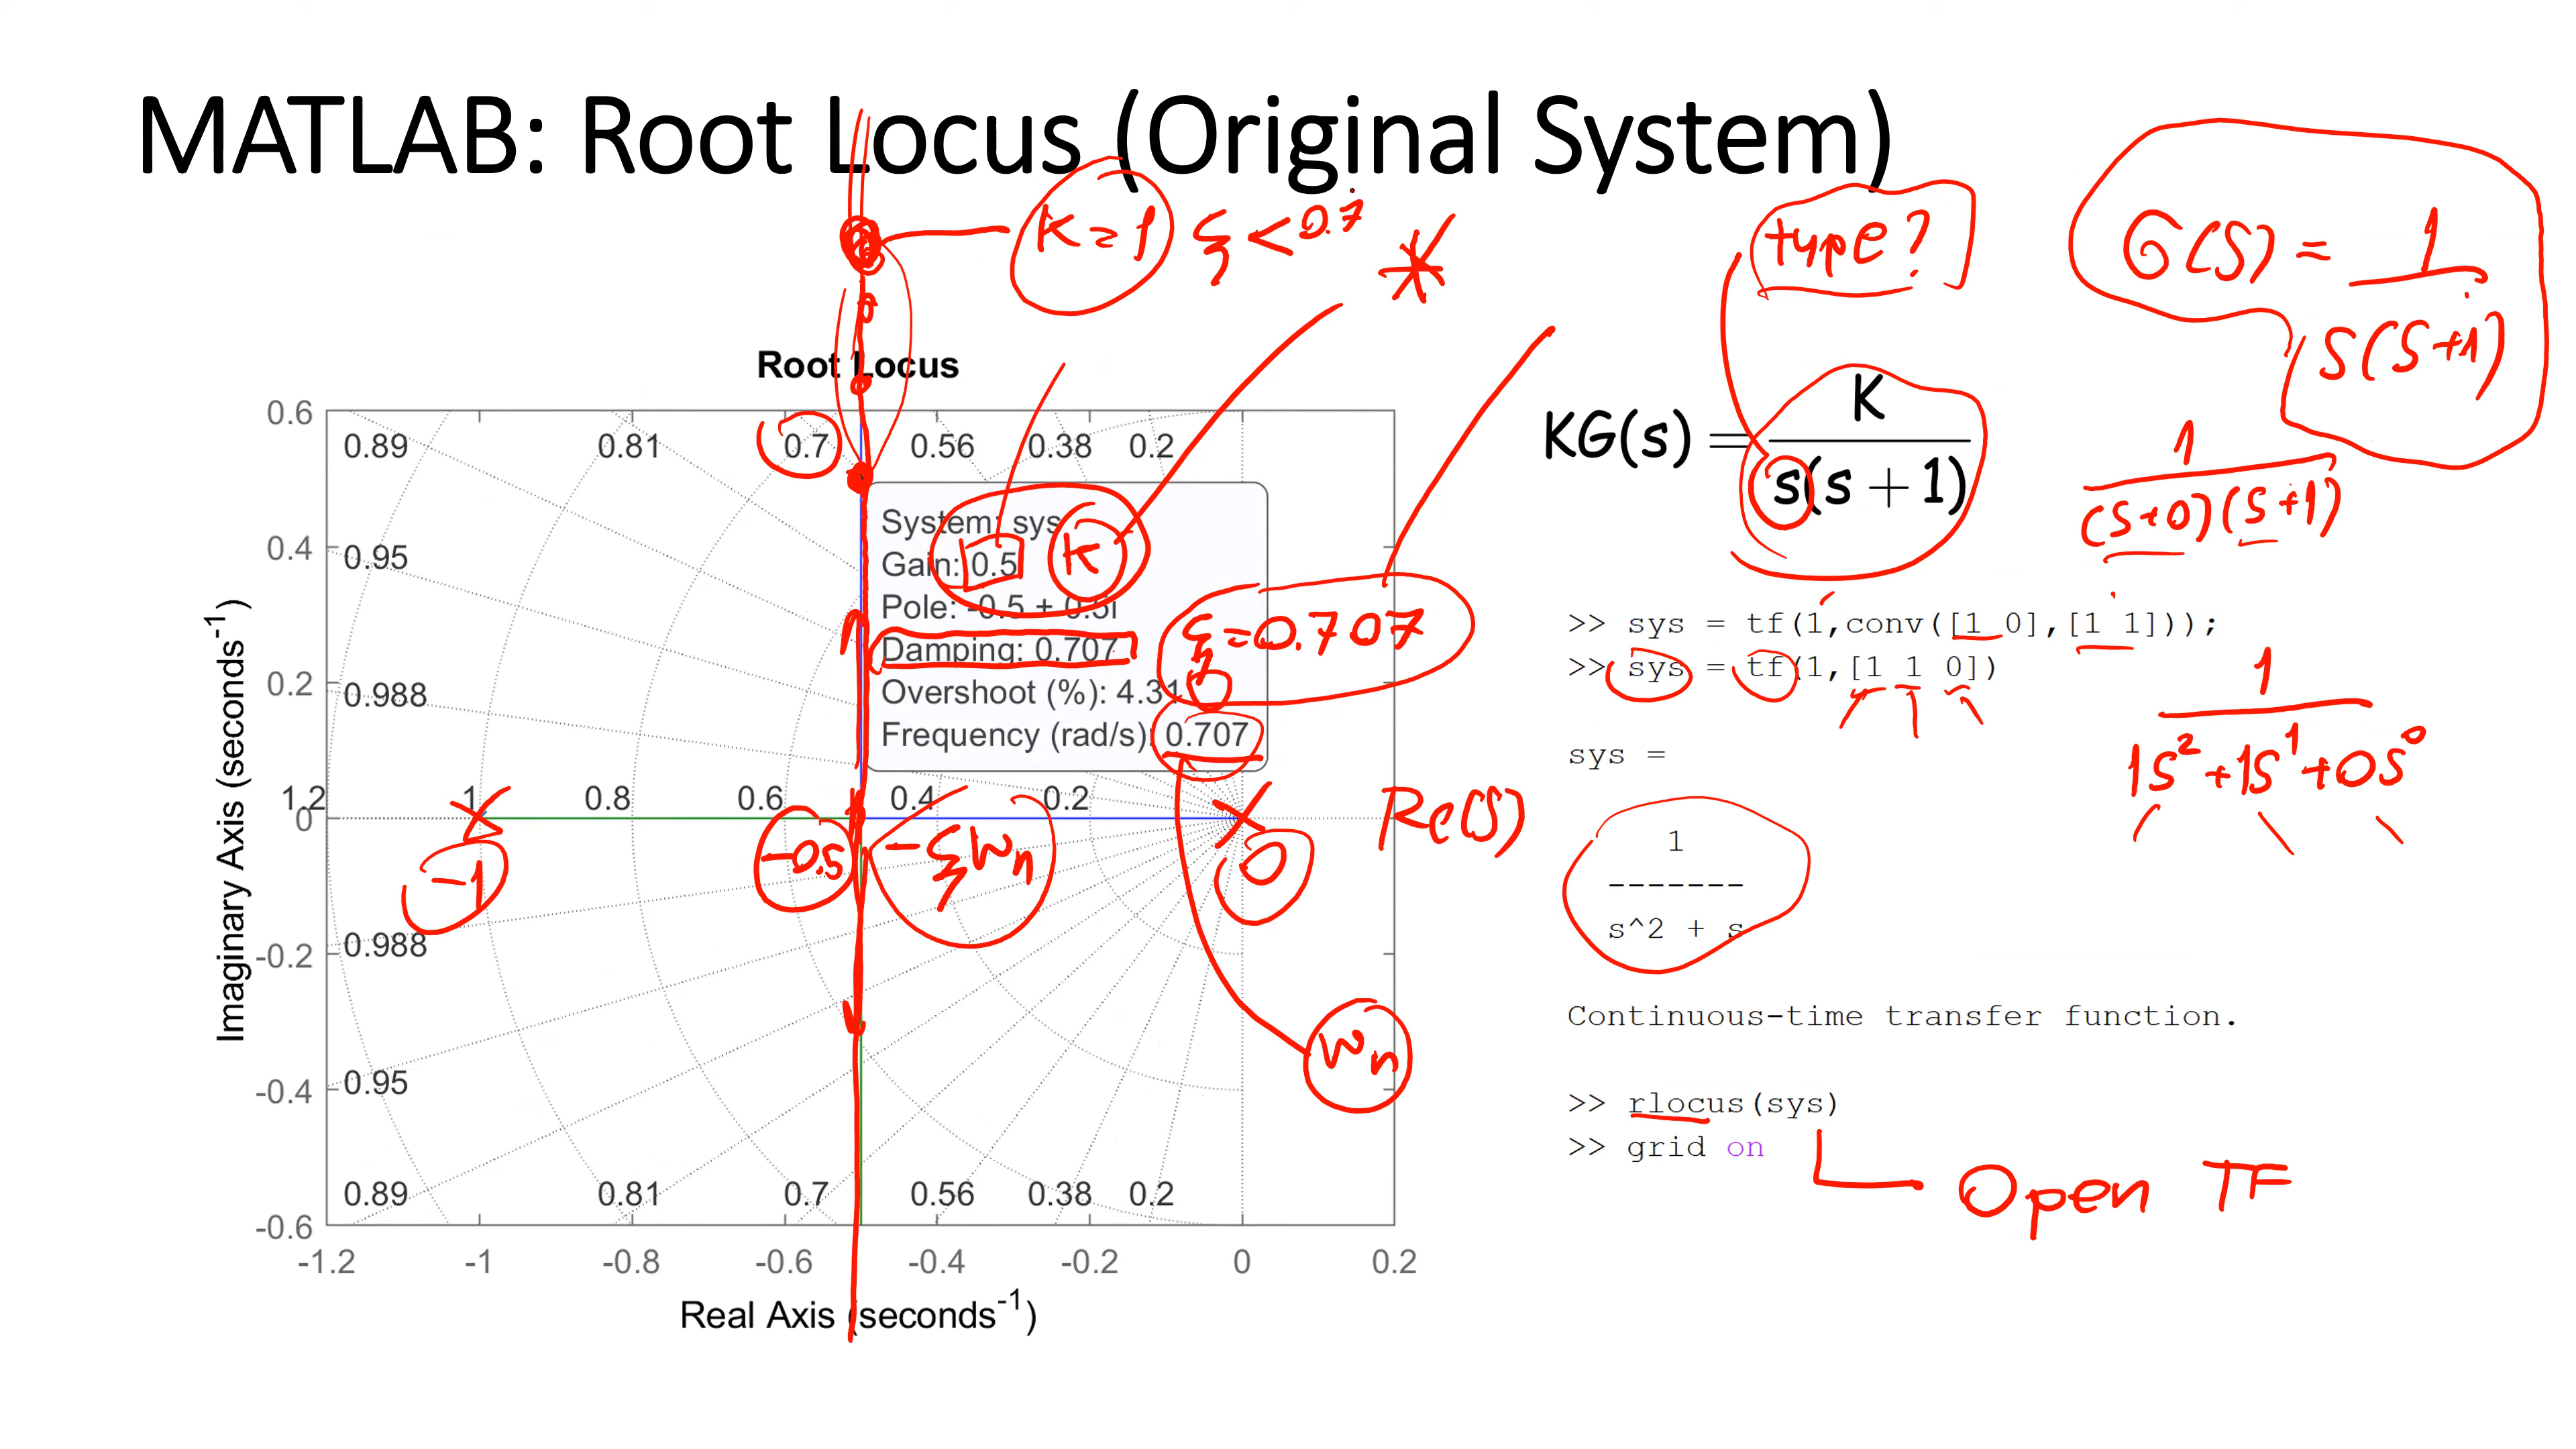 MATLAB: Root Locus (Original System)
K=1 ξ<0.7 *
type?
G(S) = 1
S(S+1)
Root Locus
KG(s) = K
s(s+1)
1
(S+0)(S+1)
0.6
0.4
0.2
0
-0.2
-0.4
-0.6
Imaginary Axis (seconds-1)
0.89 0.81 0.7 0.56 0.38 0.2
0.95
0.988
1.2 1 0.8 0.6 0.4 0.2
0.988
0.95
0.89 0.81 0.7 0.56 0.38 0.2
System: sys
Gain: 0.5 K
Pole: -0.5 + 0.5i
Damping: 0.707
Overshoot (%): 4.31
Frequency (rad/s): 0.707
ξ=0.707
-1 -0.5 -ξWn 0 Re(S)
Wn
-1.2 -1 -0.8 -0.6 -0.4 -0.2 0 0.2
Real Axis (seconds-1)
>> sys = tf(1,conv([1 0],[1 1]));
>> sys = tf(1,[1 1 0])
1
1S2+1S1+0S0
sys =
1
-------
s^2 + s
Continuous-time transfer function.
>> rlocus(sys)
>> grid on
Open TF